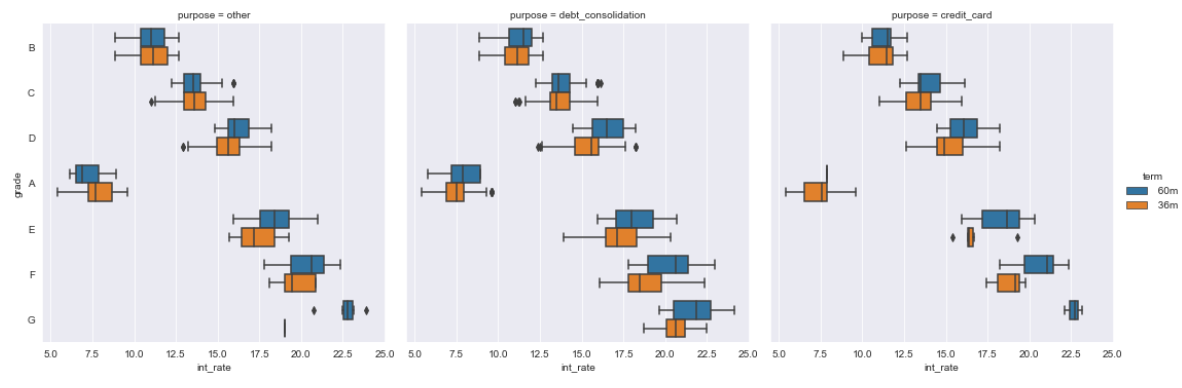 purpose = other
purpose = debt_consolidation
purpose = credit_card
B
C
D
A
E
F
G
grade
term
60m
36m
5.0 7.5 10.0 12.5 15.0 17.5 20.0 22.5 25.0
5.0 7.5 10.0 12.5 15.0 17.5 20.0 22.5 25.0
5.0 7.5 10.0 12.5 15.0 17.5 20.0 22.5 25.0
int_rate
int_rate
int_rate